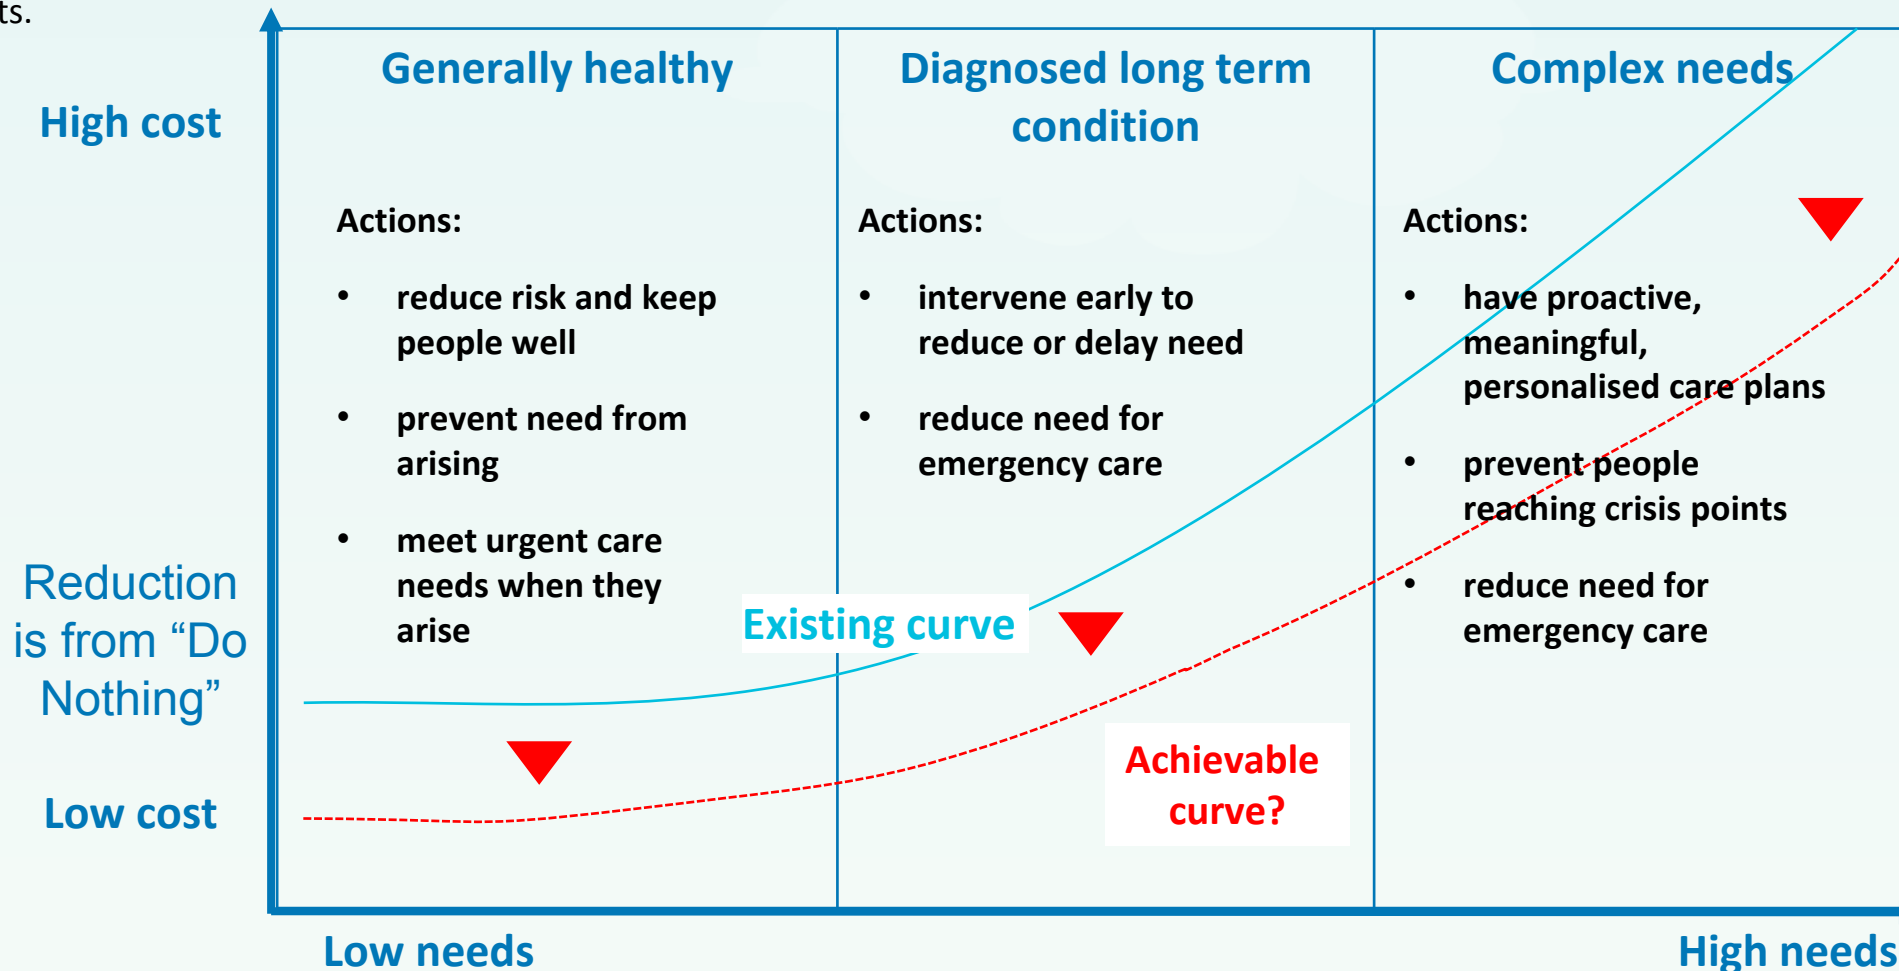 ts.
High cost
Reduction
is from “Do
Nothing”
Low cost
Generally healthy
Actions:
• reduce risk and keep
people well
• prevent need from
arising
• meet urgent care
needs when they
arise
Diagnosed long term
condition
Actions:
• intervene early to
reduce or delay need
• reduce need for
emergency care
Complex needs
Actions:
• have proactive,
meaningful,
personalised care plans
• prevent people
reaching crisis points
• reduce need for
emergency care
Existing curve
Achievable
curve?
Low needs
High needs